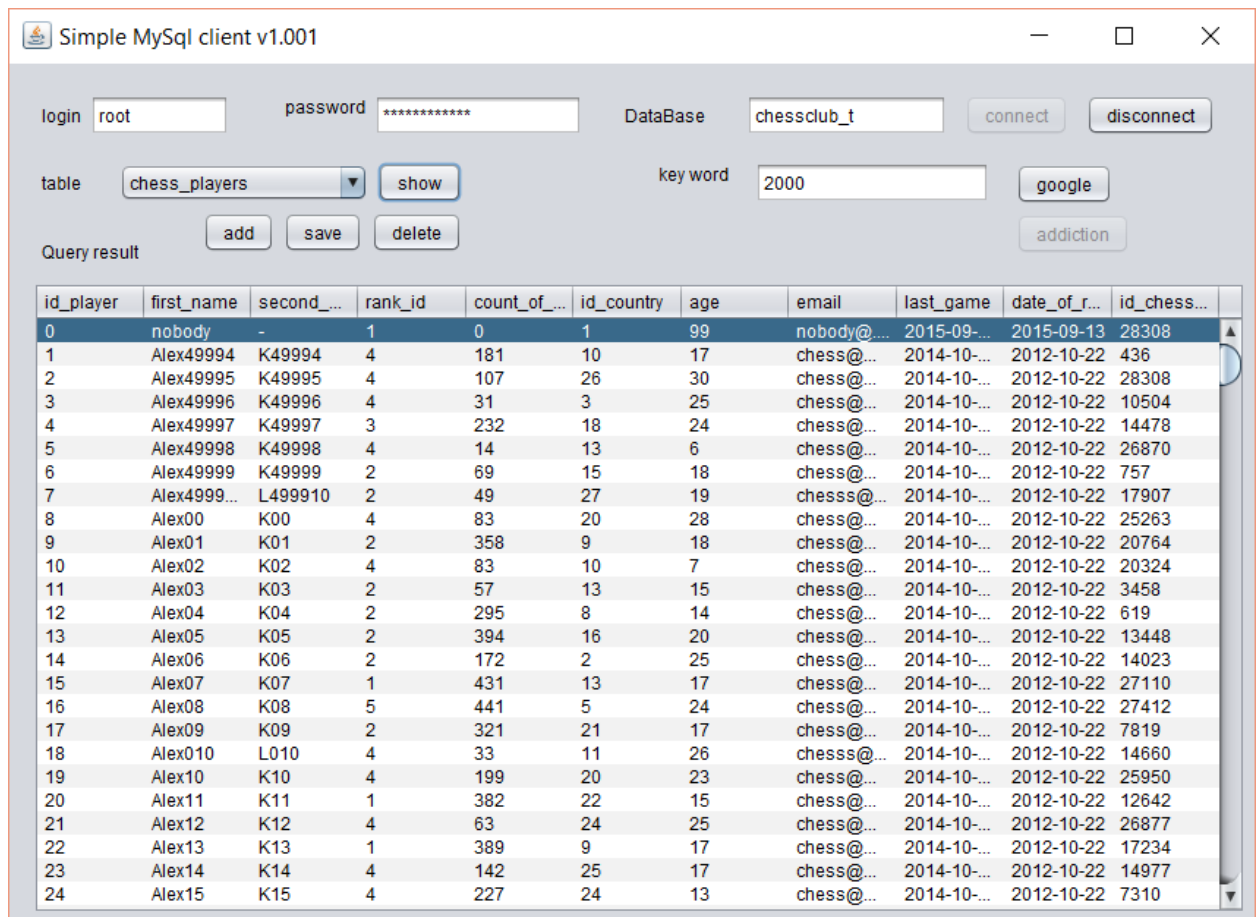 Simple MySql client v1.001
login root password ************ DataBase chessclub_t connect disconnect
table chess_players show key word 2000 google
add save delete addiction
Query result
id_player first_name second_... rank_id count_of_... id_country age email last_game date_of_r... id_chess...
0 nobody - 1 0 1 99 nobody@.... 2015-09-... 2015-09-13 28308
1 Alex49994 K49994 4 181 10 17 chess@... 2014-10-... 2012-10-22 436
2 Alex49995 K49995 4 107 26 30 chess@... 2014-10-... 2012-10-22 28308
3 Alex49996 K49996 4 31 3 25 chess@... 2014-10-... 2012-10-22 10504
4 Alex49997 K49997 3 232 18 24 chess@... 2014-10-... 2012-10-22 14478
5 Alex49998 K49998 4 14 13 6 chess@... 2014-10-... 2012-10-22 26870
6 Alex49999 K49999 2 69 15 18 chess@... 2014-10-... 2012-10-22 757
7 Alex4999... L499910 2 49 27 19 chesss@... 2014-10-... 2012-10-22 17907
8 Alex00 K00 4 83 20 28 chess@... 2014-10-... 2012-10-22 25263
9 Alex01 K01 2 358 9 18 chess@... 2014-10-... 2012-10-22 20764
10 Alex02 K02 4 83 10 7 chess@... 2014-10-... 2012-10-22 20324
11 Alex03 K03 2 57 13 15 chess@... 2014-10-... 2012-10-22 3458
12 Alex04 K04 2 295 8 14 chess@... 2014-10-... 2012-10-22 619
13 Alex05 K05 2 394 16 20 chess@... 2014-10-... 2012-10-22 13448
14 Alex06 K06 2 172 2 25 chess@... 2014-10-... 2012-10-22 14023
15 Alex07 K07 1 431 13 17 chess@... 2014-10-... 2012-10-22 27110
16 Alex08 K08 5 441 5 24 chess@... 2014-10-... 2012-10-22 27412
17 Alex09 K09 2 321 21 17 chess@... 2014-10-... 2012-10-22 7819
18 Alex010 L010 4 33 11 26 chesss@... 2014-10-... 2012-10-22 14660
19 Alex10 K10 4 199 20 23 chess@... 2014-10-... 2012-10-22 25950
20 Alex11 K11 1 382 22 15 chess@... 2014-10-... 2012-10-22 12642
21 Alex12 K12 4 63 24 25 chess@... 2014-10-... 2012-10-22 26877
22 Alex13 K13 1 389 9 17 chess@... 2014-10-... 2012-10-22 17234
23 Alex14 K14 4 142 25 17 chess@... 2014-10-... 2012-10-22 14977
24 Alex15 K15 4 227 24 13 chess@... 2014-10-... 2012-10-22 7310